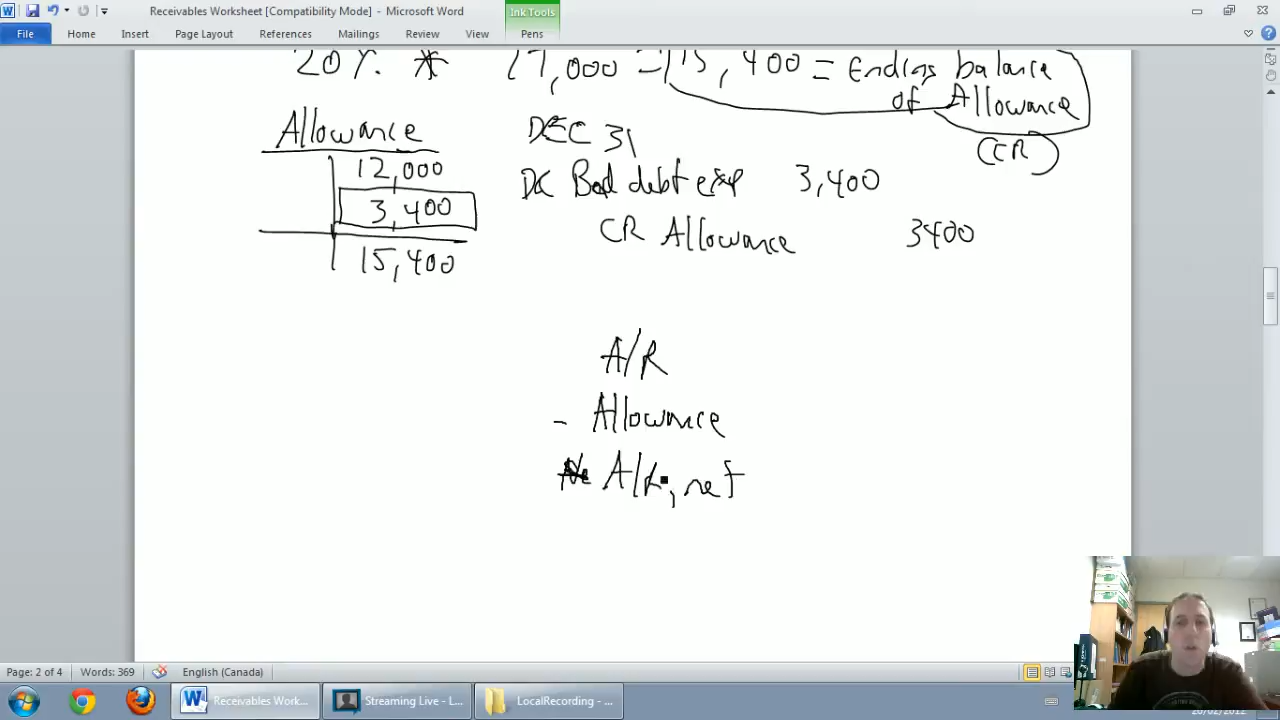 Receivables Worksheet [Compatibility Mode] - Microsoft Word
Ink Tools
File Home Insert Page Layout References Mailings Review View Pens
20% * 77,000 = 15,400 = Ending balance
of Allowance
(CR)
Allowance
12,000
3,400
15,400
DEC 31
DR Bad debt exp 3,400
CR Allowance 3400
A/R
- Allowance
A/R, net
Page: 2 of 4 Words: 369 English (Canada)
Receivables Work... Streaming Live - L... LocalRecording - ...